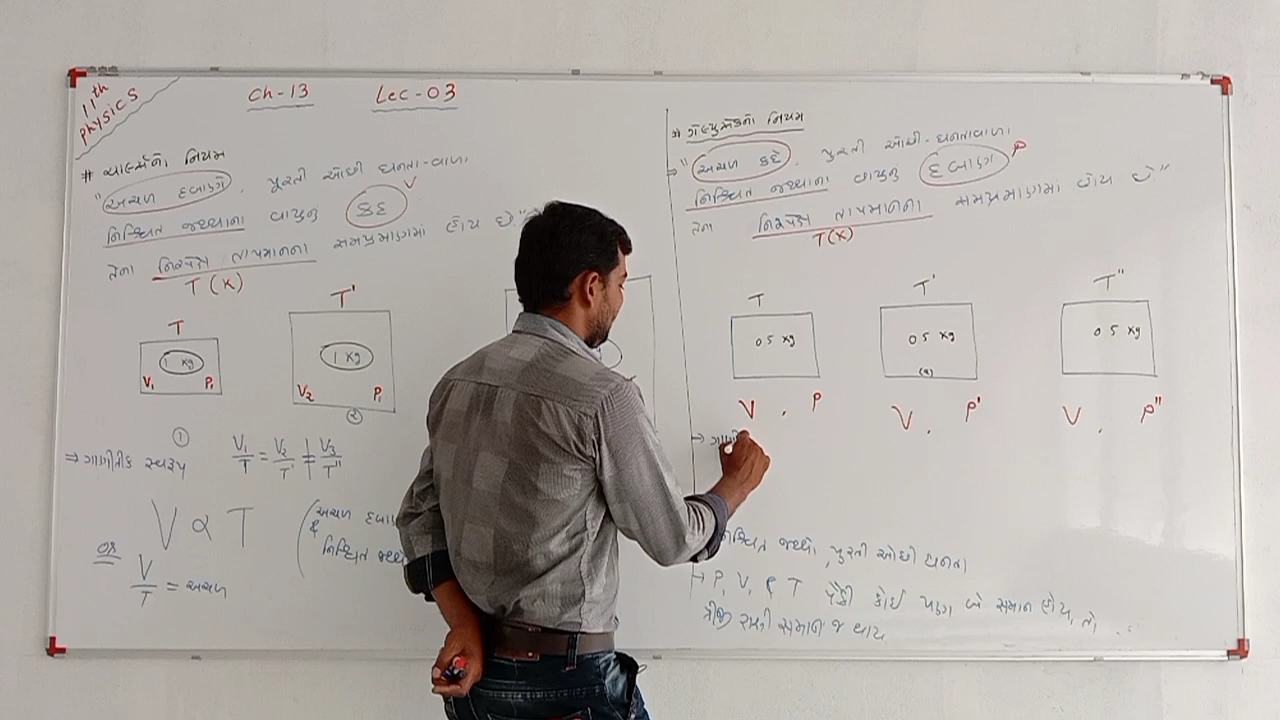 11th
Physics
Ch-13
Lec-03
# ચાર્લ્સનો નિયમ
"અચળ દબાણે, પૂરતી ઓછી ઘનતા-વાળા
નિશ્ચિત જથ્થાના વાયુનું કદ V
તેના નિરપેક્ષ તાપમાનના સમપ્રમાણમાં હોય છે."
T(K)
T
T'
1 Kg
1 Kg
V₁ P₁
V₂ P₁
①
②
⇒ ગાણીતીક સ્વરૂપ
V₁/T = V₂/T' = V₃/T''
V ∝ T
OR
V/T = અચળ
(અચળ
&
નિશ્ચિત
→ ગેલ્યુસેકનો નિયમ
⇒ "અચળ કદે, પુરતી ઓછી-ઘનતાવાળા
નિશ્ચિત જથ્થાના વાયુનું દબાણ P
તેના નિરપેક્ષ તાપમાનના સમપ્રમાણમાં હોય છે"
T(K)
T
T'
T''
0.5 Kg
0.5 Kg
0.5 Kg
(a)
V, P
V, P'
V, P''
→
જથ્થો, પુરતી ઓછી ઘનતા
→ P, V, & T પૈકી કોઈ પણ બે સમાન હોય, તો
ત્રીજી રાશી સમાન જ થાય